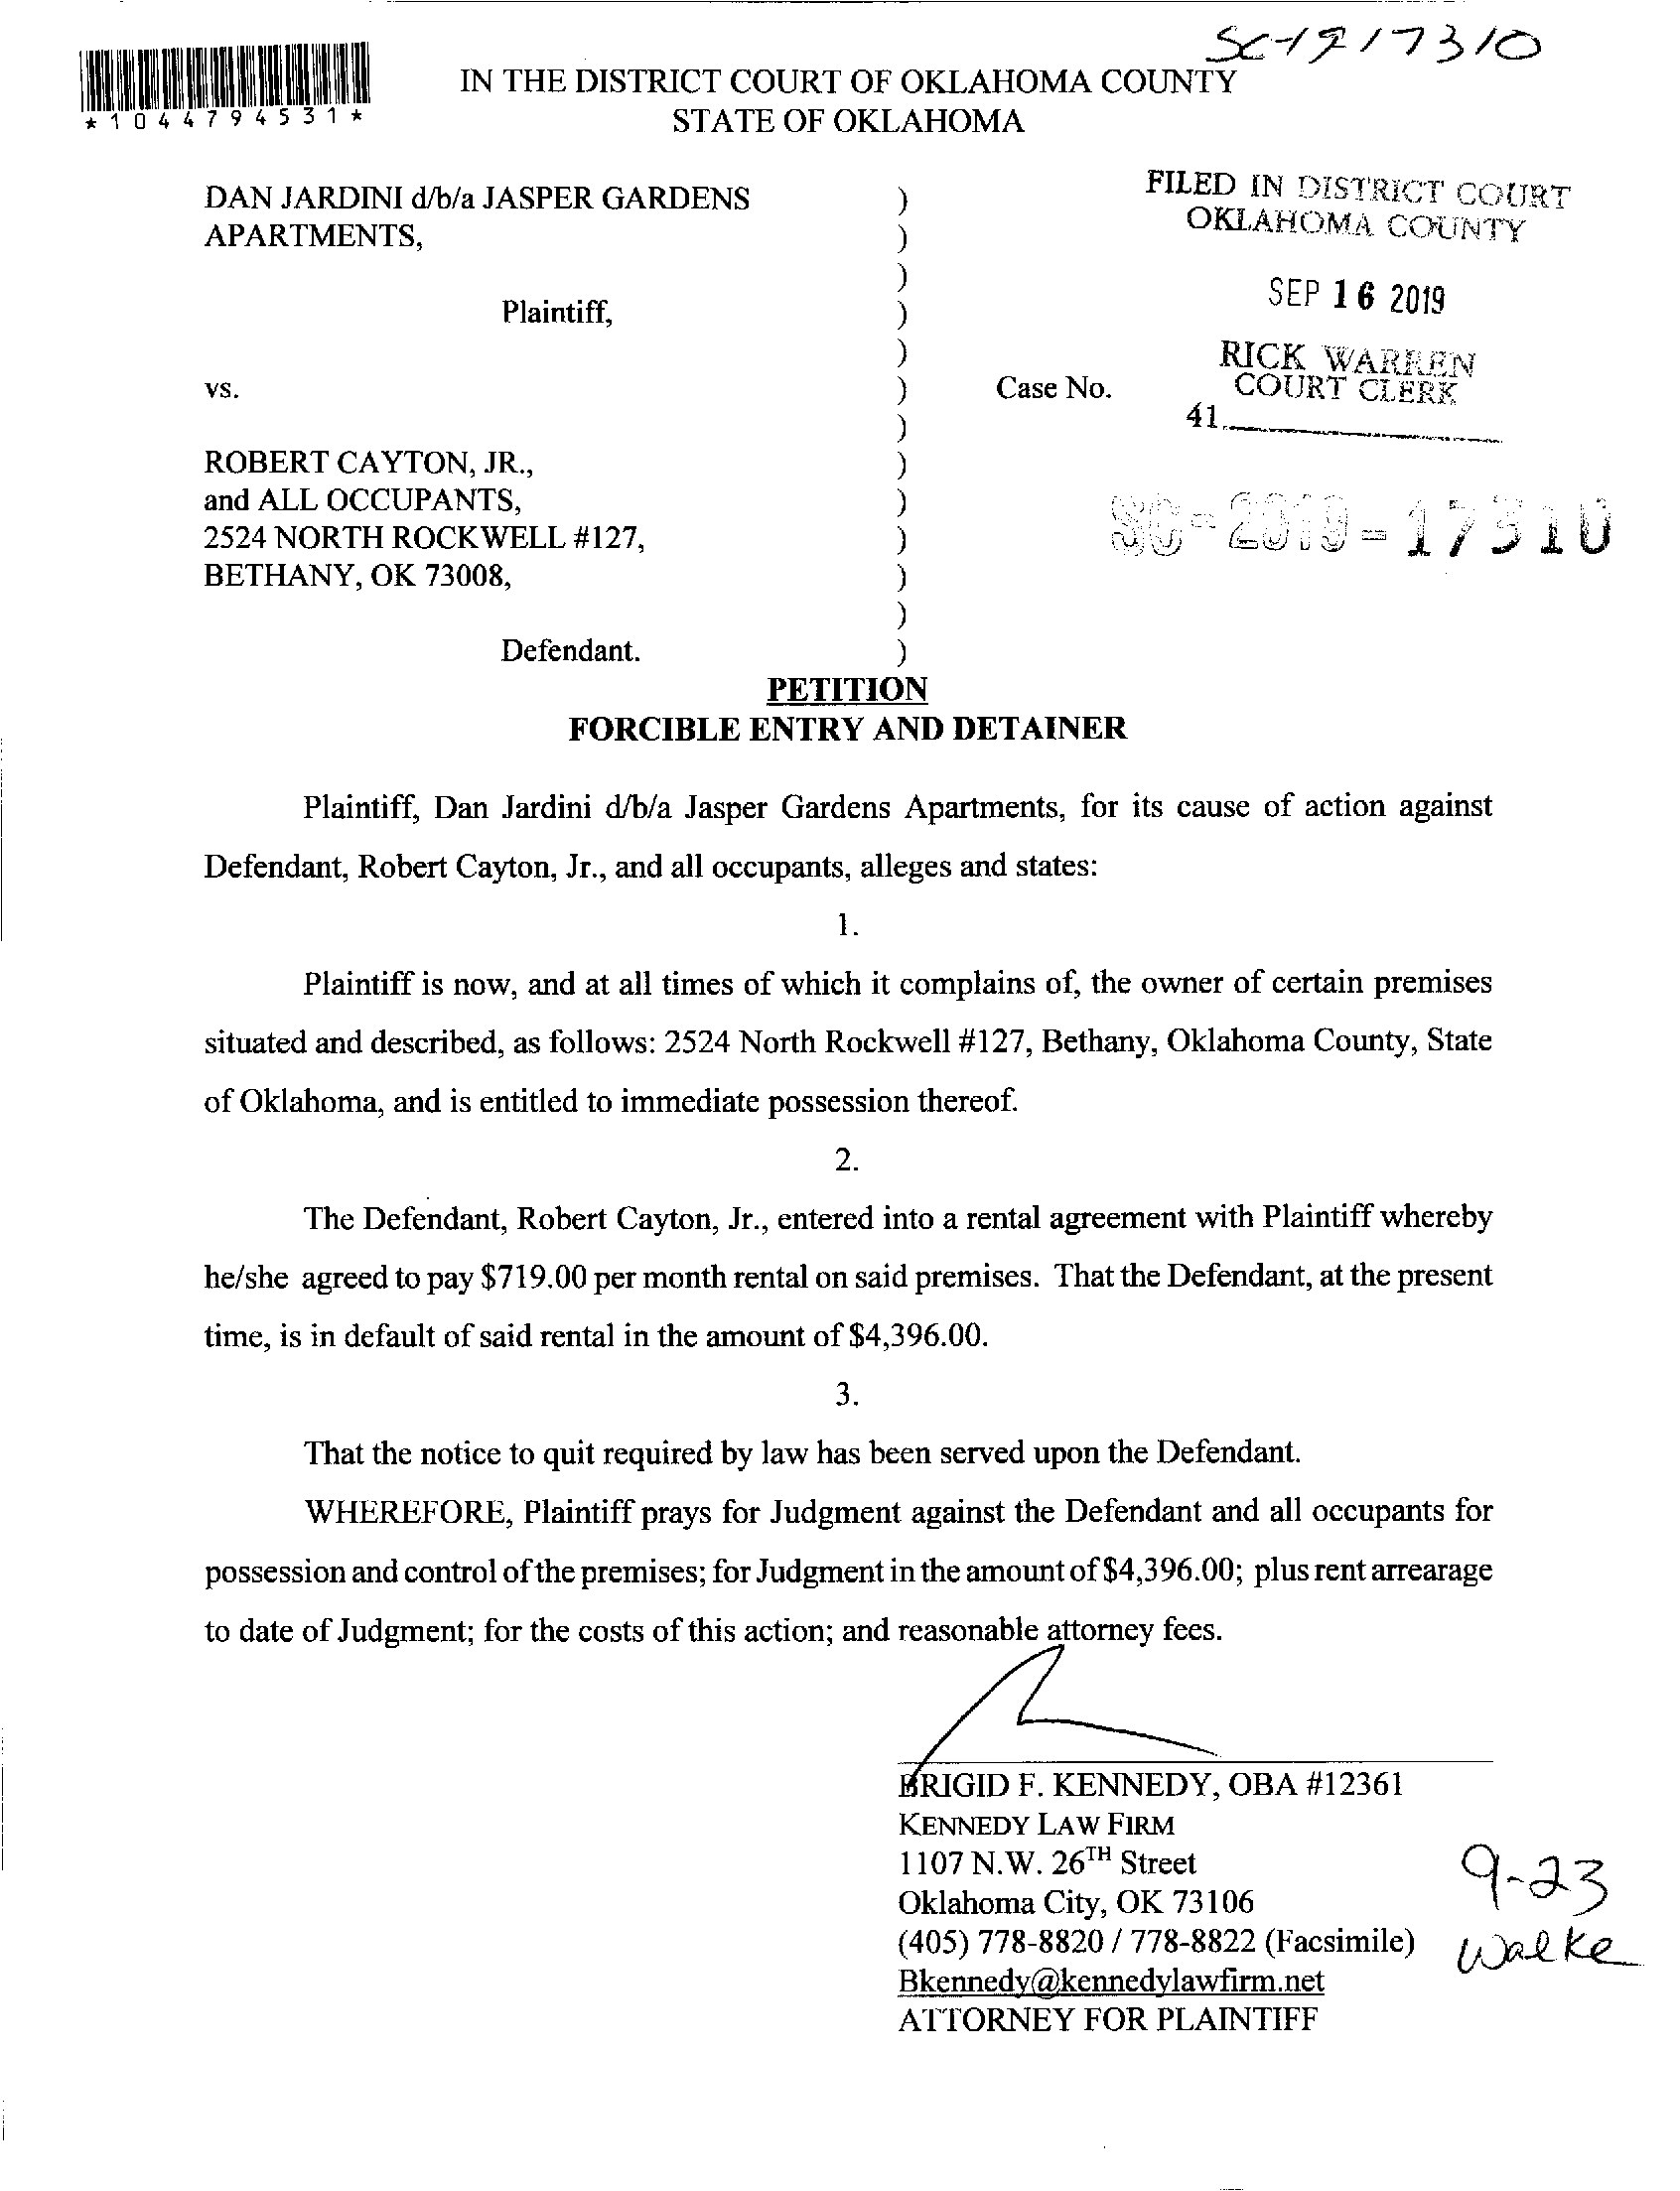 SC-19 17310
*1044794531*
IN THE DISTRICT COURT OF OKLAHOMA COUNTY
STATE OF OKLAHOMA
DAN JARDINI d/b/a JASPER GARDENS
APARTMENTS,
Plaintiff,
vs.
ROBERT CAYTON, JR.,
and ALL OCCUPANTS,
2524 NORTH ROCKWELL #127,
BETHANY, OK 73008,
Defendant.
)
)
)
)
)
)
)
)
)
)
)
)
)
FILED IN DISTRICT COURT
OKLAHOMA COUNTY
SEP 16 2019
RICK WARREN
COURT CLERK
Case No.
41
SC-2019-17310
PETITION
FORCIBLE ENTRY AND DETAINER
Plaintiff, Dan Jardini d/b/a Jasper Gardens Apartments, for its cause of action against
Defendant, Robert Cayton, Jr., and all occupants, alleges and states:
1.
Plaintiff is now, and at all times of which it complains of, the owner of certain premises
situated and described, as follows: 2524 North Rockwell #127, Bethany, Oklahoma County, State
of Oklahoma, and is entitled to immediate possession thereof.
2.
The Defendant, Robert Cayton, Jr., entered into a rental agreement with Plaintiff whereby
he/she agreed to pay $719.00 per month rental on said premises. That the Defendant, at the present
time, is in default of said rental in the amount of $4,396.00.
3.
That the notice to quit required by law has been served upon the Defendant.
WHEREFORE, Plaintiff prays for Judgment against the Defendant and all occupants for
possession and control of the premises; for Judgment in the amount of $4,396.00; plus rent arrearage
to date of Judgment; for the costs of this action; and reasonable attorney fees.
BRIGID F. KENNEDY, OBA #12361
KENNEDY LAW FIRM
1107 N.W. 26TH Street
Oklahoma City, OK 73106
(405) 778-8820 / 778-8822 (Facsimile)
Bkennedy@kennedylawfirm.net
ATTORNEY FOR PLAINTIFF
9-23
Walke